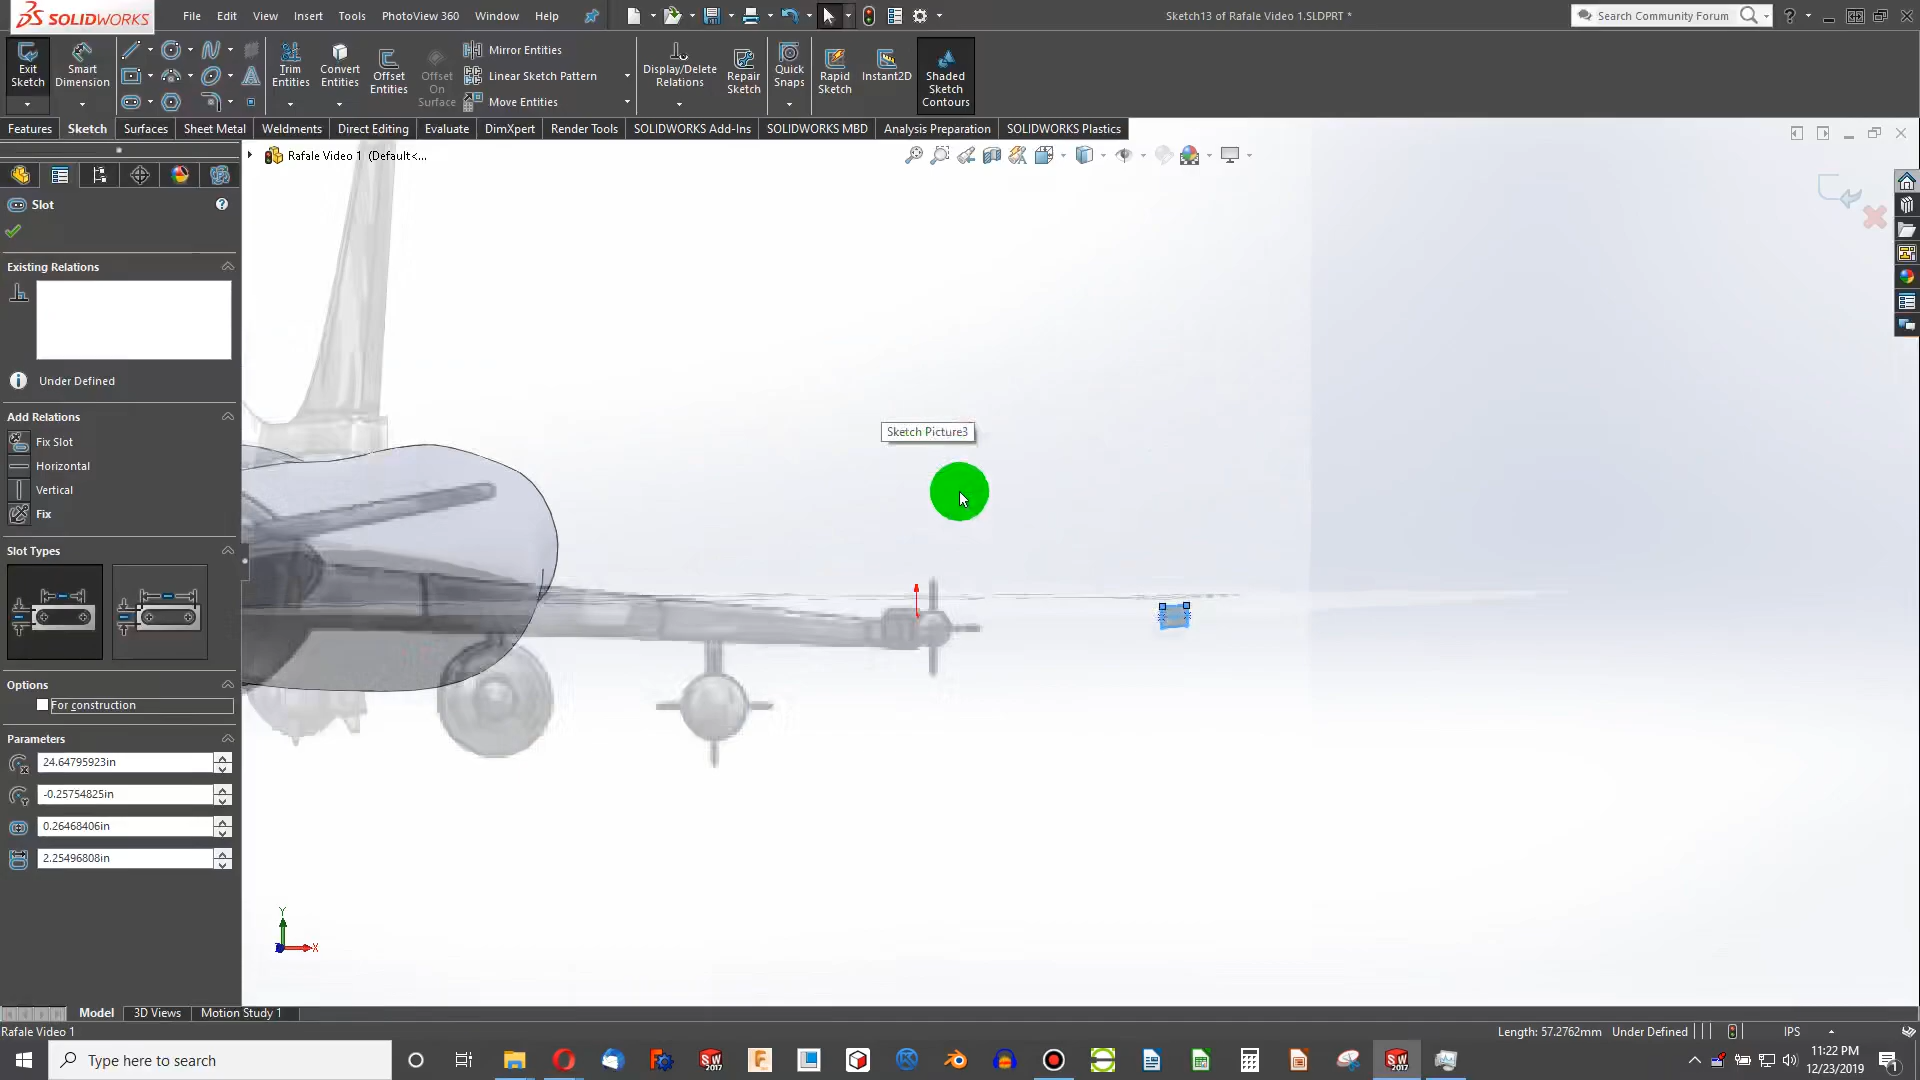 SOLIDWORKS
File Edit View Insert Tools PhotoView 360 Window Help
Sketch13 of Rafale Video 1.SLDPRT *
Search Community Forum
Exit Sketch
Smart Dimension
Trim Entities
Convert Entities
Offset Entities
Offset On Surface
Mirror Entities
Linear Sketch Pattern
Move Entities
Display/Delete Relations
Repair Sketch
Quick Snaps
Rapid Sketch
Instant2D
Shaded Sketch Contours
Features Sketch Surfaces Sheet Metal Weldments Direct Editing Evaluate DimXpert Render Tools SOLIDWORKS Add-Ins SOLIDWORKS MBD Analysis Preparation SOLIDWORKS Plastics
Rafale Video 1 (Default<...
Slot
Existing Relations
Under Defined
Add Relations
Fix Slot
Horizontal
Vertical
Fix
Slot Types
Options
For construction
Parameters
24.64795923in
-0.25754825in
0.26468406in
2.25496808in
Sketch Picture3
Y
X
Model 3D Views Motion Study 1
Rafale Video 1
Length: 57.2762mm Under Defined
IPS
Type here to search
SW
2017
SW
2017
11:22 PM
12/23/2019
1